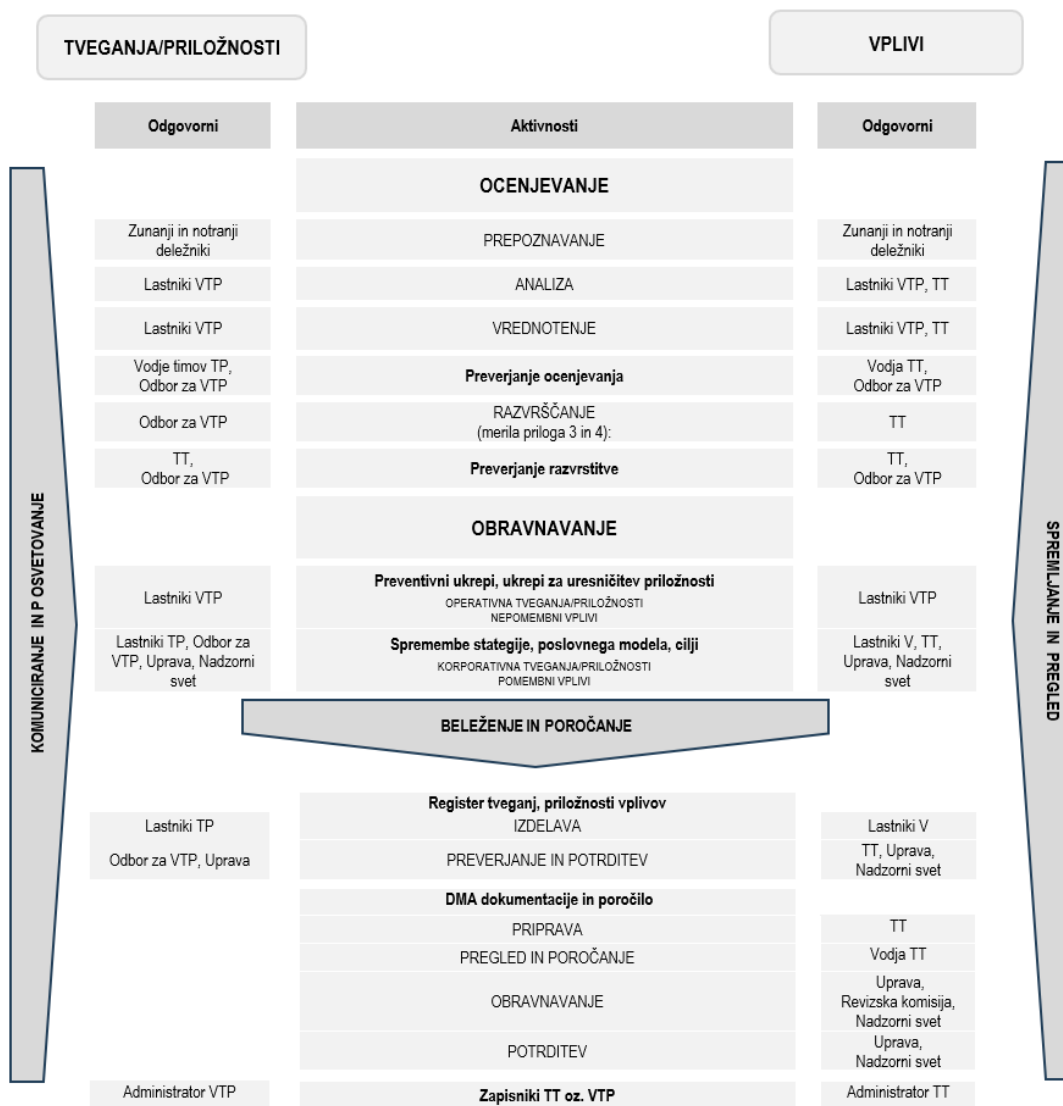 TVEGANJA/PRILOŽNOSTI
VPLIVI
Odgovorni
Aktivnosti
Odgovorni
OCENJEVANJE
Zunanji in notranji
deležniki
PREPOZNAVANJE
Zunanji in notranji
deležniki
Lastniki VTP
ANALIZA
Lastniki VTP, TT
Lastniki VTP
VREDNOTENJE
Lastniki VTP, TT
Vodje timov TP,
Odbor za VTP
Preverjanje ocenjevanja
Vodja TT,
Odbor za VTP
Odbor za VTP
RAZVRŠČANJE
(merila priloga 3 in 4):
TT
TT,
Odbor za VTP
Preverjanje razvrstitve
TT,
Odbor za VTP
OBRAVNAVANJE
Lastniki VTP
Preventivni ukrepi, ukrepi za uresničitev priložnosti
OPERATIVNA TVEGANJA/PRILOŽNOSTI
NEPOMEMBNI VPLIVI
Lastniki VTP
Lastniki TP, Odbor za
VTP, Uprava, Nadzorni
svet
Spremembe stategije, poslovnega modela, cilji
KORPORATIVNA TVEGANJA/PRILOŽNOSTI
POMEMBNI VPLIVI
Lastniki V, TT,
Uprava, Nadzorni
svet
KOMUNICIRANJE IN P OSVETOVANJE
SPREMLJANJE IN PREGLED
BELEŽENJE IN POROČANJE
Register tveganj, priložnosti vplivov
Lastniki TP
IZDELAVA
Lastniki V
Odbor za VTP, Uprava
PREVERJANJE IN POTRDITEV
TT, Uprava,
Nadzorni svet
DMA dokumentacije in poročilo
PRIPRAVA
TT
PREGLED IN POROČANJE
Vodja TT
OBRAVNAVANJE
Uprava,
Revizska komisija,
Nadzorni svet
POTRDITEV
Uprava,
Nadzorni svet
Administrator VTP
Zapisniki TT oz. VTP
Administrator TT